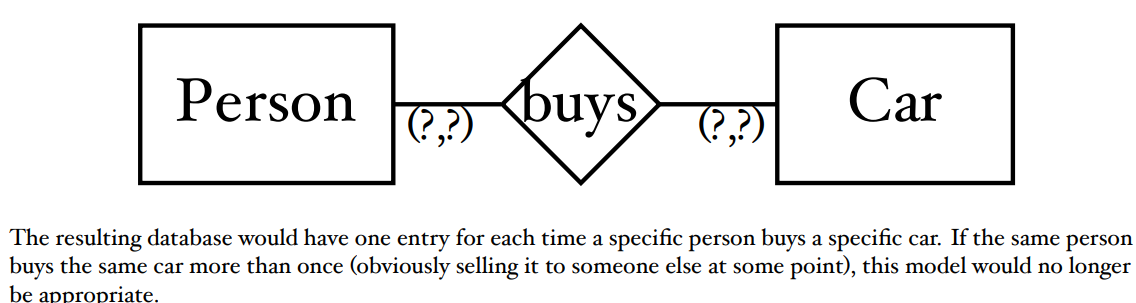 Person buys Car
(?,?) (?,?)
The resulting database would have one entry for each time a specific person buys a specific car. If the same person
buys the same car more than once (obviously selling it to someone else at some point), this model would no longer
be appropriate.